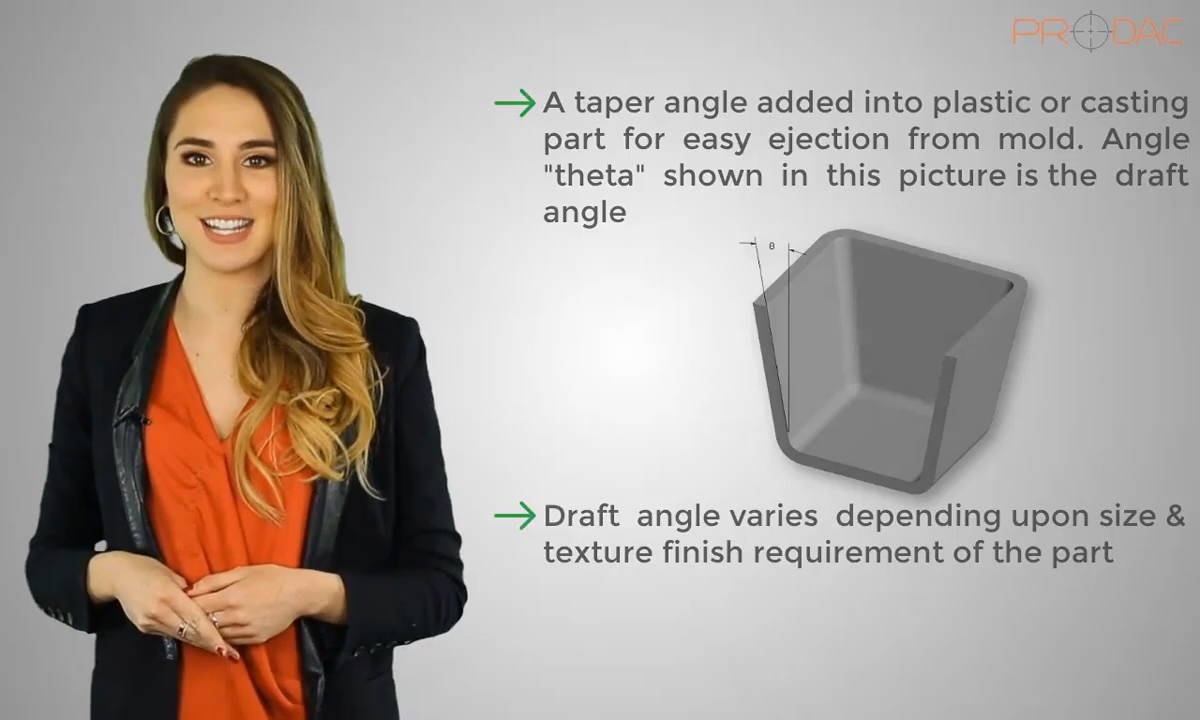 PRODAC
A taper angle added into plastic or casting
part for easy ejection from mold. Angle
"theta" shown in this picture is the draft
angle
θ
Draft angle varies depending upon size &
texture finish requirement of the part